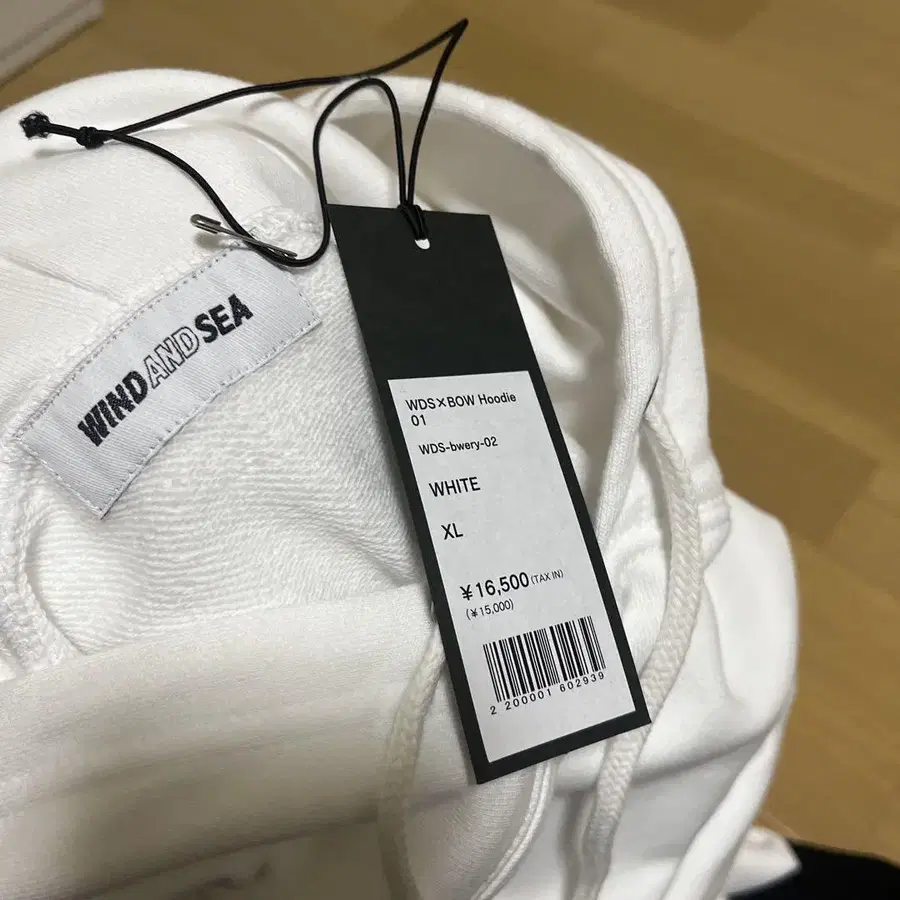 WIND AND SEA
WDS×BOW Hoodie
01
WDS-bwery-02
WHITE
XL
¥16,500 (TAX IN)
(¥15,000)
2 200001 602939